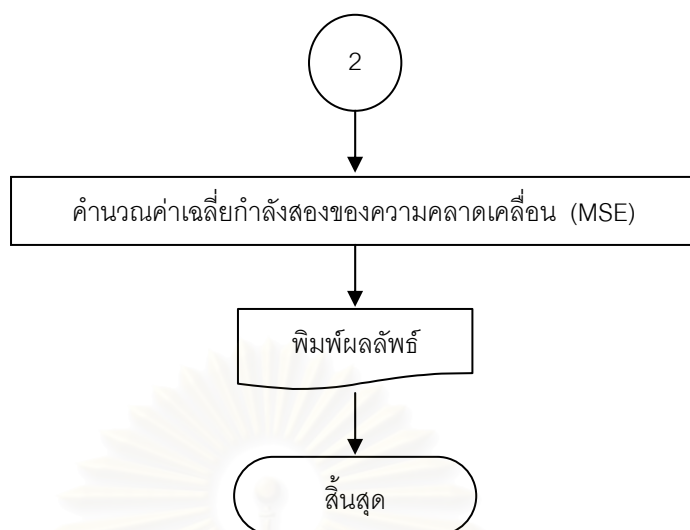 2
คำนวณค่าเฉลี่ยกำลังสองของความคลาดเคลื่อน (MSE)
พิมพ์ผลลัพธ์
สิ้นสุด